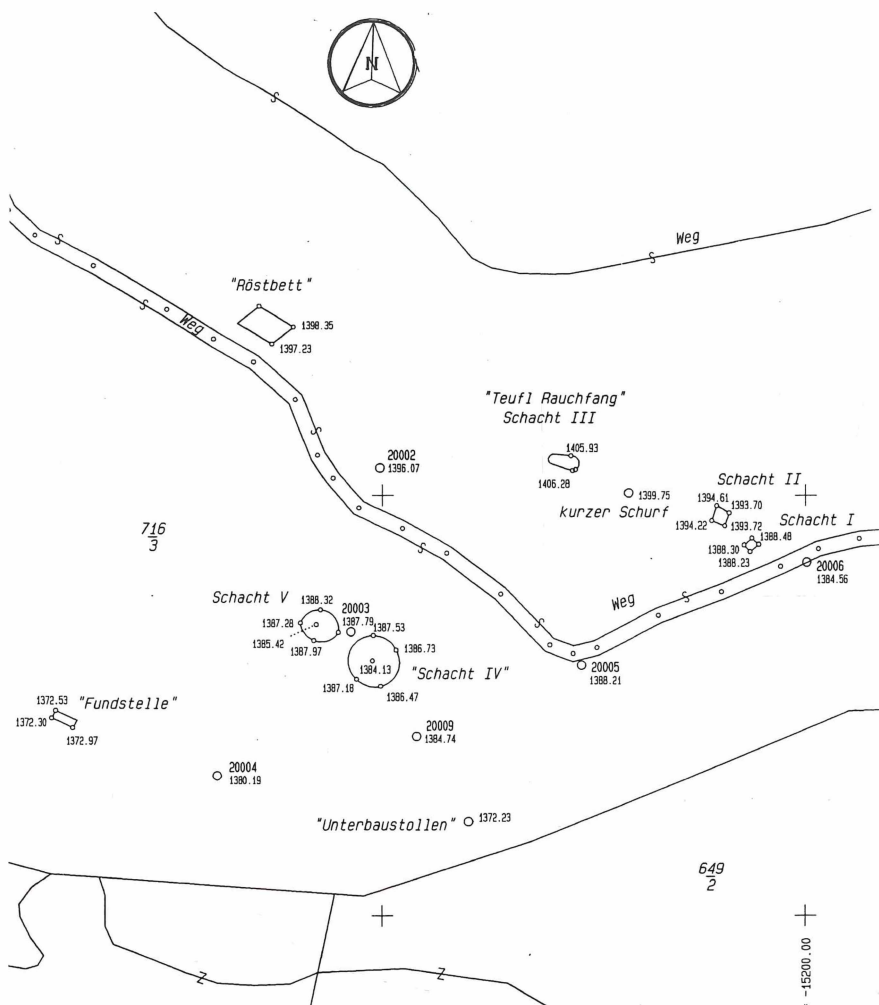 N
S
Weg
S
S
S
Weg
"Röstbett"
1398.35
1397.23
"Teufl Rauchfang"
Schacht III
1405.93
1406.28
S
20002
1396.07
1399.75
kurzer Schurf
Schacht II
1394.61
1393.70
1394.22
1393.72
Schacht I
1388.48
1388.30
1388.23
20006
1384.56
716
3
S
Weg
S
S
Schacht V
1388.32
1387.28
1385.42
1387.97
20003
1387.79
1387.53
1386.73
1384.13
"Schacht IV"
1387.18
1386.47
20005
1388.21
"Fundstelle"
1372.53
1372.30
1372.97
20009
1384.74
20004
1380.19
"Unterbaustollen"
1372.23
649
2
Z
Z
-15200.00